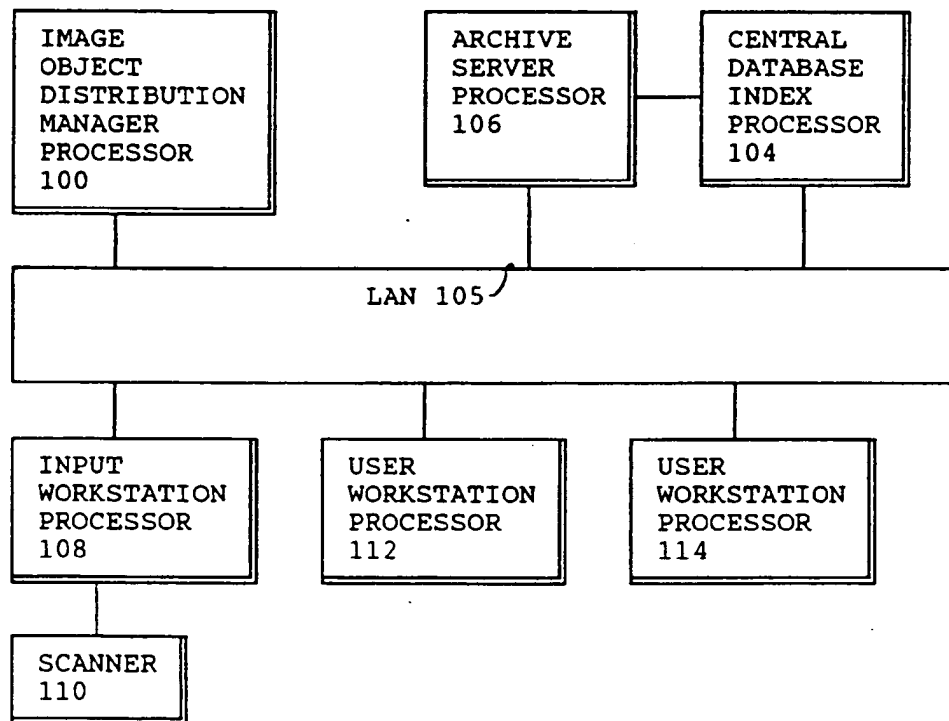 IMAGE
OBJECT
DISTRIBUTION
MANAGER
PROCESSOR
100
ARCHIVE
SERVER
PROCESSOR
106
CENTRAL
DATABASE
INDEX
PROCESSOR
104
LAN 105
INPUT
WORKSTATION
PROCESSOR
108
USER
WORKSTATION
PROCESSOR
112
USER
WORKSTATION
PROCESSOR
114
SCANNER
110